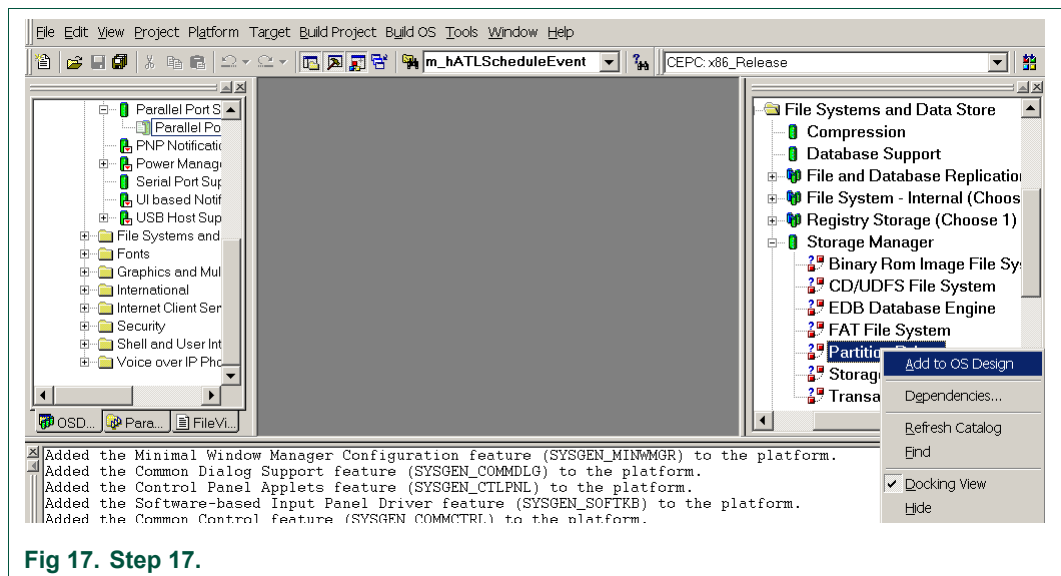 File Edit View Project Platform Target Build Project Build OS Tools Window Help
m_hATLScheduleEvent
CEPC: x86_Release
Parallel Port S
Parallel Po
PNP Notificatio
Power Manage
Serial Port Sup
UI based Notif
USB Host Sup
File Systems and
Fonts
Graphics and Mul
International
Internet Client Ser
Security
Shell and User Int
Voice over IP Pho
OSD... Para... FileVi...
File Systems and Data Store
Compression
Database Support
File and Database Replication
File System - Internal (Choos
Registry Storage (Choose 1)
Storage Manager
Binary Rom Image File Sy
CD/UDFS File System
EDB Database Engine
FAT File System
Partition
Storag
Transa
Add to OS Design
Dependencies...
Refresh Catalog
Find
Docking View
Hide
Added the Minimal Window Manager Configuration feature (SYSGEN_MINWMGR) to the platform.
Added the Common Dialog Support feature (SYSGEN_COMMDLG) to the platform.
Added the Control Panel Applets feature (SYSGEN_CTLPNL) to the platform.
Added the Software-based Input Panel Driver feature (SYSGEN_SOFTKB) to the platform.
Added the Common Control feature (SYSGEN_COMMCTRL) to the platform.
Fig 17. Step 17.